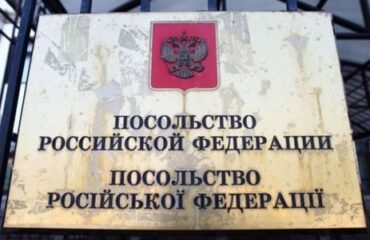 ПОСОЛЬСТВО
РОССИЙСКОЙ ФЕДЕРАЦИИ
ПОСОЛЬСТВО
РОСІЙСЬКОЇ ФЕДЕРАЦІЇ